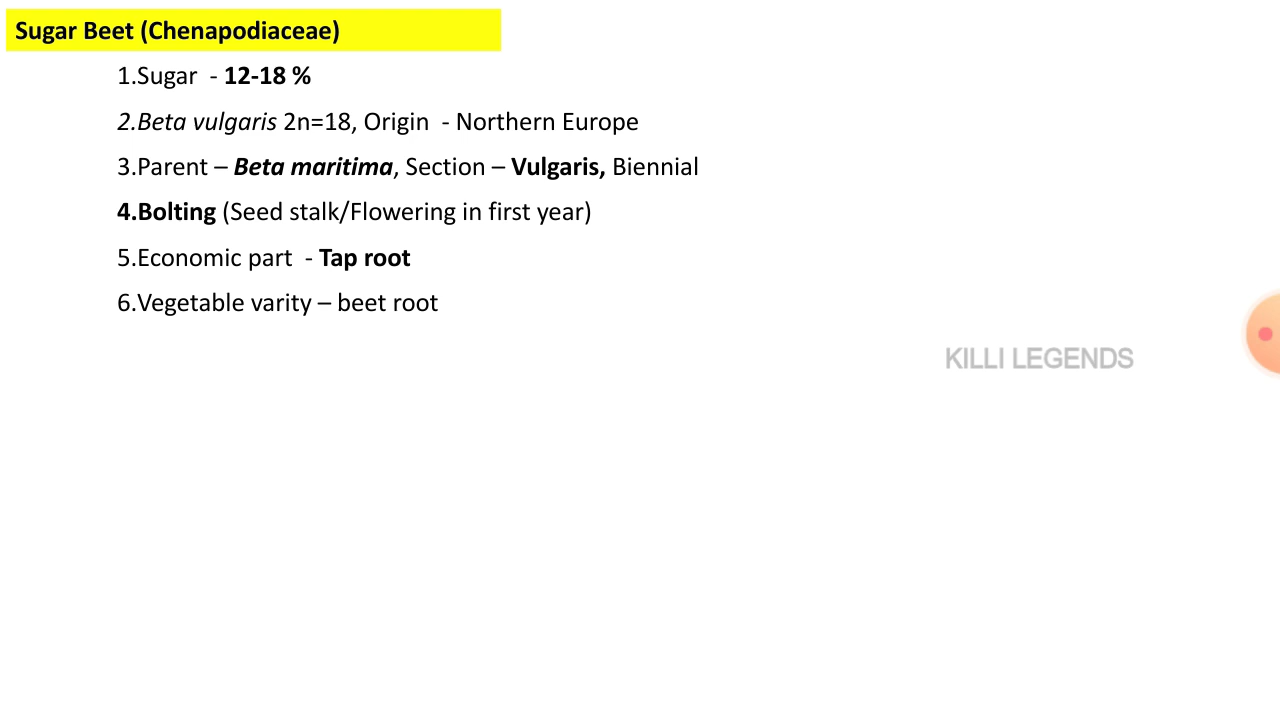 Sugar Beet (Chenapodiaceae)
1.Sugar - 12-18 %
2.Beta vulgaris 2n=18, Origin - Northern Europe
3.Parent – Beta maritima, Section – Vulgaris, Biennial
4.Bolting (Seed stalk/Flowering in first year)
5.Economic part - Tap root
6.Vegetable varity – beet root
KILLI LEGENDS